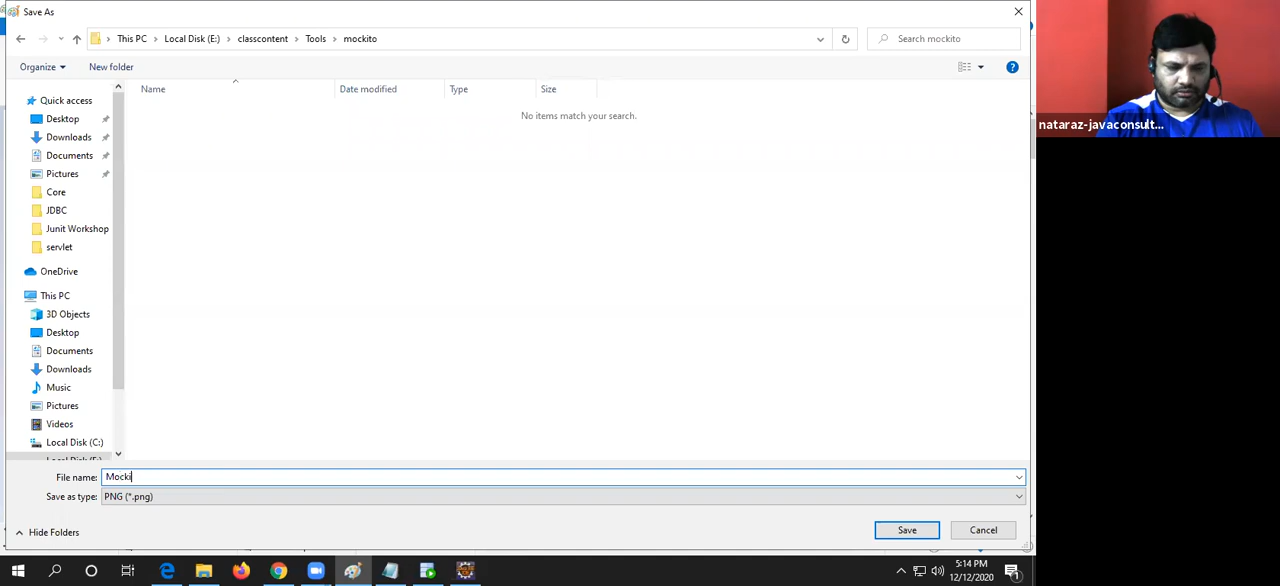 Save As
This PC
Local Disk (E:)
classcontent
Tools
mockito
Search mockito
Organize
New folder
Name
Date modified
Type
Size
No items match your search.
Quick access
Desktop
Downloads
Documents
Pictures
Core
JDBC
Junit Workshop
servlet
OneDrive
This PC
3D Objects
Desktop
Documents
Downloads
Music
Pictures
Videos
Local Disk (C:)
File name: Mocki
Save as type: PNG (*.png)
Hide Folders
Save
Cancel
nataraz-javaconsult...
5:14 PM
12/12/2020